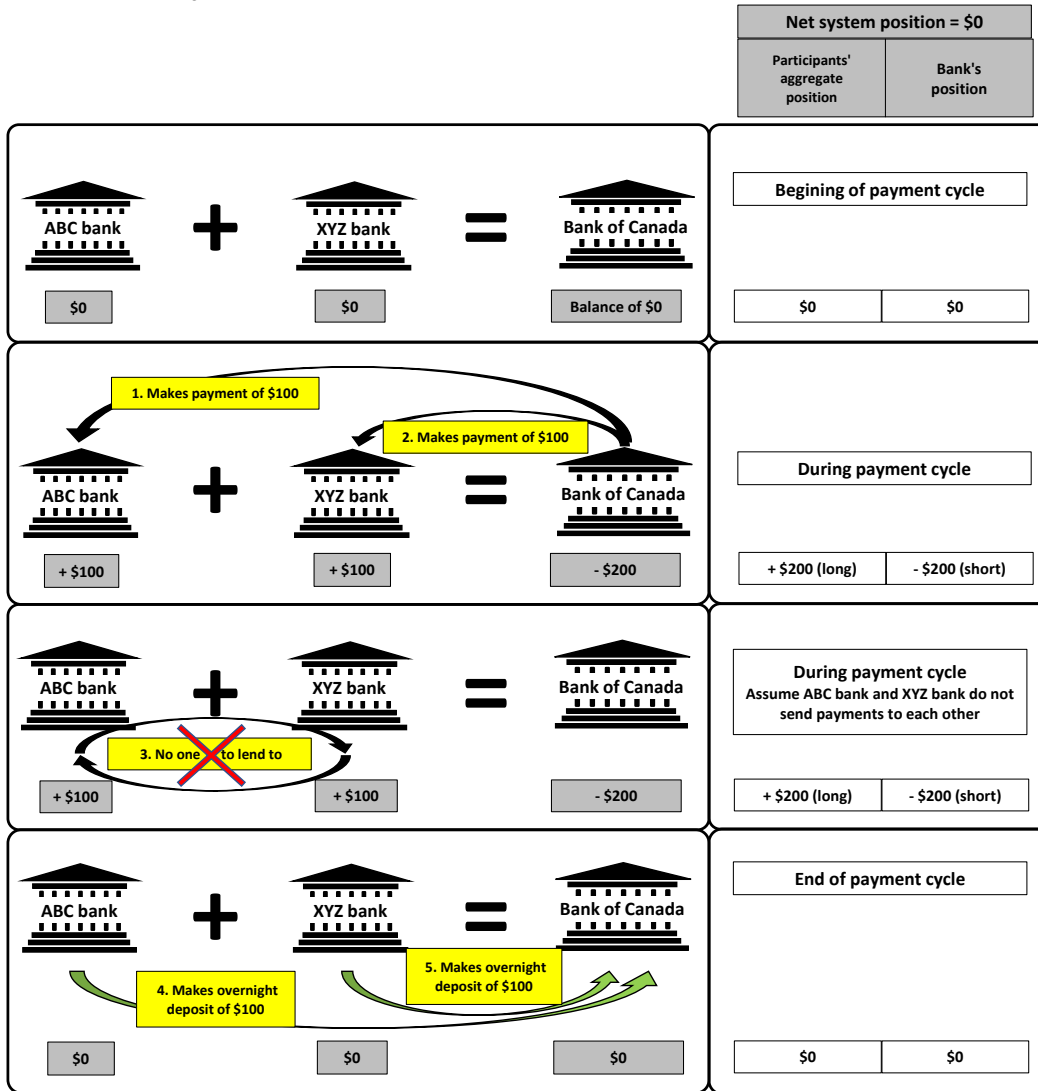 Net system position = $0
Participants'
aggregate
position
Bank's
position
ABC bank
XYZ bank
Bank of Canada
$0
$0
Balance of $0
Begining of payment cycle
$0
$0
1. Makes payment of $100
2. Makes payment of $100
ABC bank
XYZ bank
Bank of Canada
+ $100
+ $100
- $200
During payment cycle
+ $200 (long)
- $200 (short)
ABC bank
XYZ bank
Bank of Canada
3. No one to lend to
+ $100
+ $100
- $200
During payment cycle
Assume ABC bank and XYZ bank do not
send payments to each other
+ $200 (long)
- $200 (short)
ABC bank
XYZ bank
Bank of Canada
4. Makes overnight
deposit of $100
5. Makes overnight
deposit of $100
$0
$0
$0
End of payment cycle
$0
$0